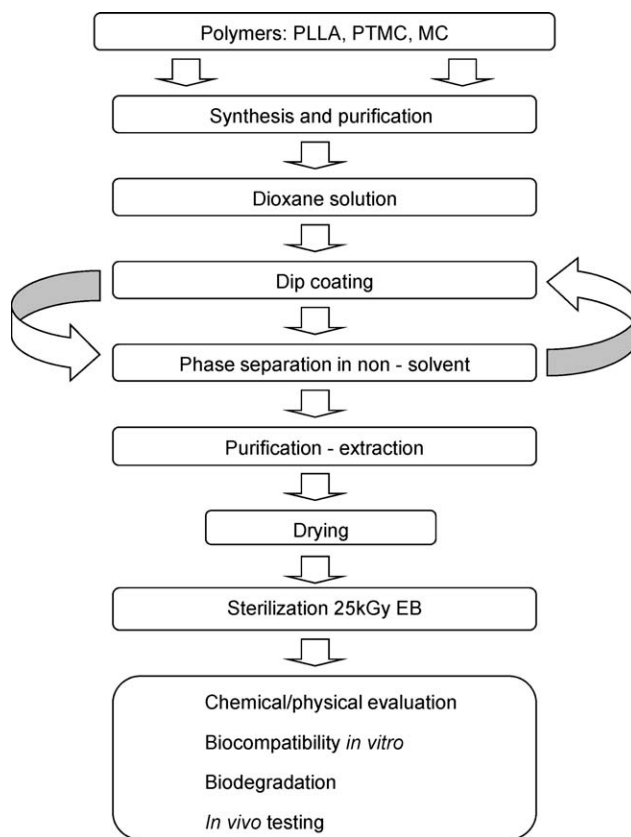 Polymers: PLLA, PTMC, MC
Synthesis and purification
Dioxane solution
Dip coating
Phase separation in non - solvent
Purification - extraction
Drying
Sterilization 25kGy EB
Chemical/physical evaluation
Biocompatibility in vitro
Biodegradation
In vivo testing